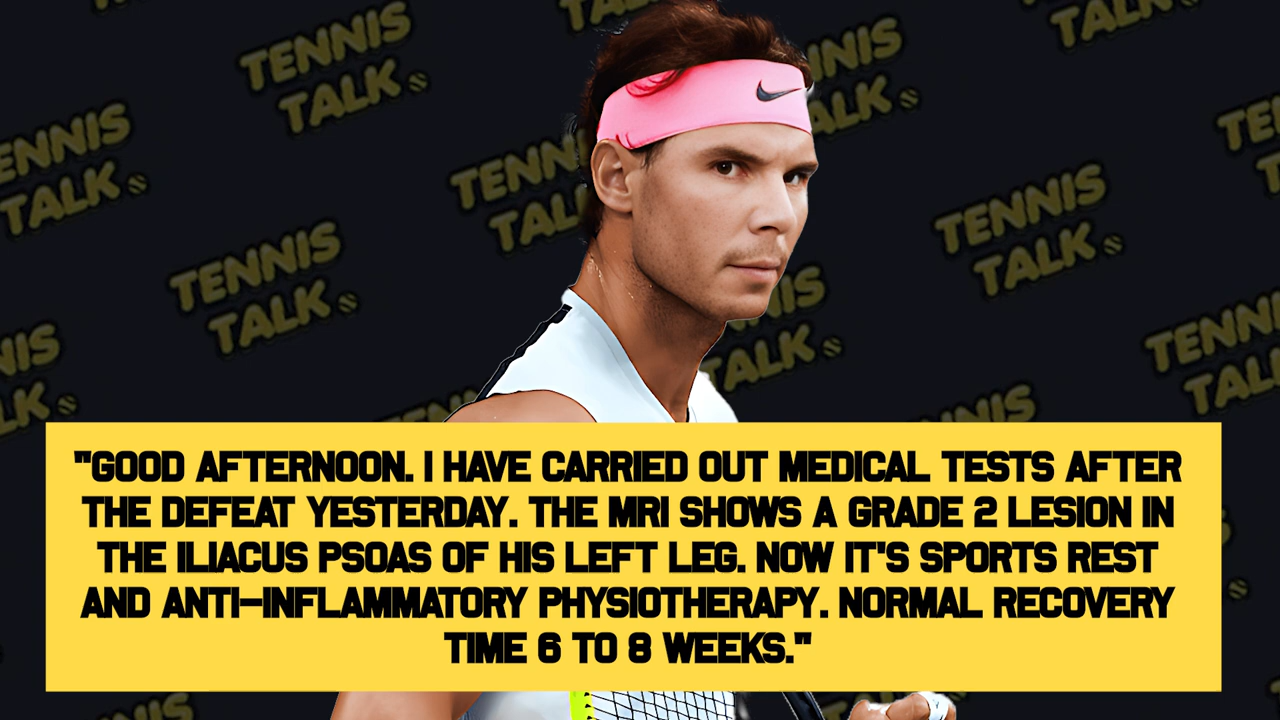 TENNIS
TALK
"GOOD AFTERNOON. I HAVE CARRIED OUT MEDICAL TESTS AFTER
THE DEFEAT YESTERDAY. THE MRI SHOWS A GRADE 2 LESION IN
THE ILIACUS PSOAS OF HIS LEFT LEG. NOW IT'S SPORTS REST
AND ANTI-INFLAMMATORY PHYSIOTHERAPY. NORMAL RECOVERY
TIME 6 TO 8 WEEKS."